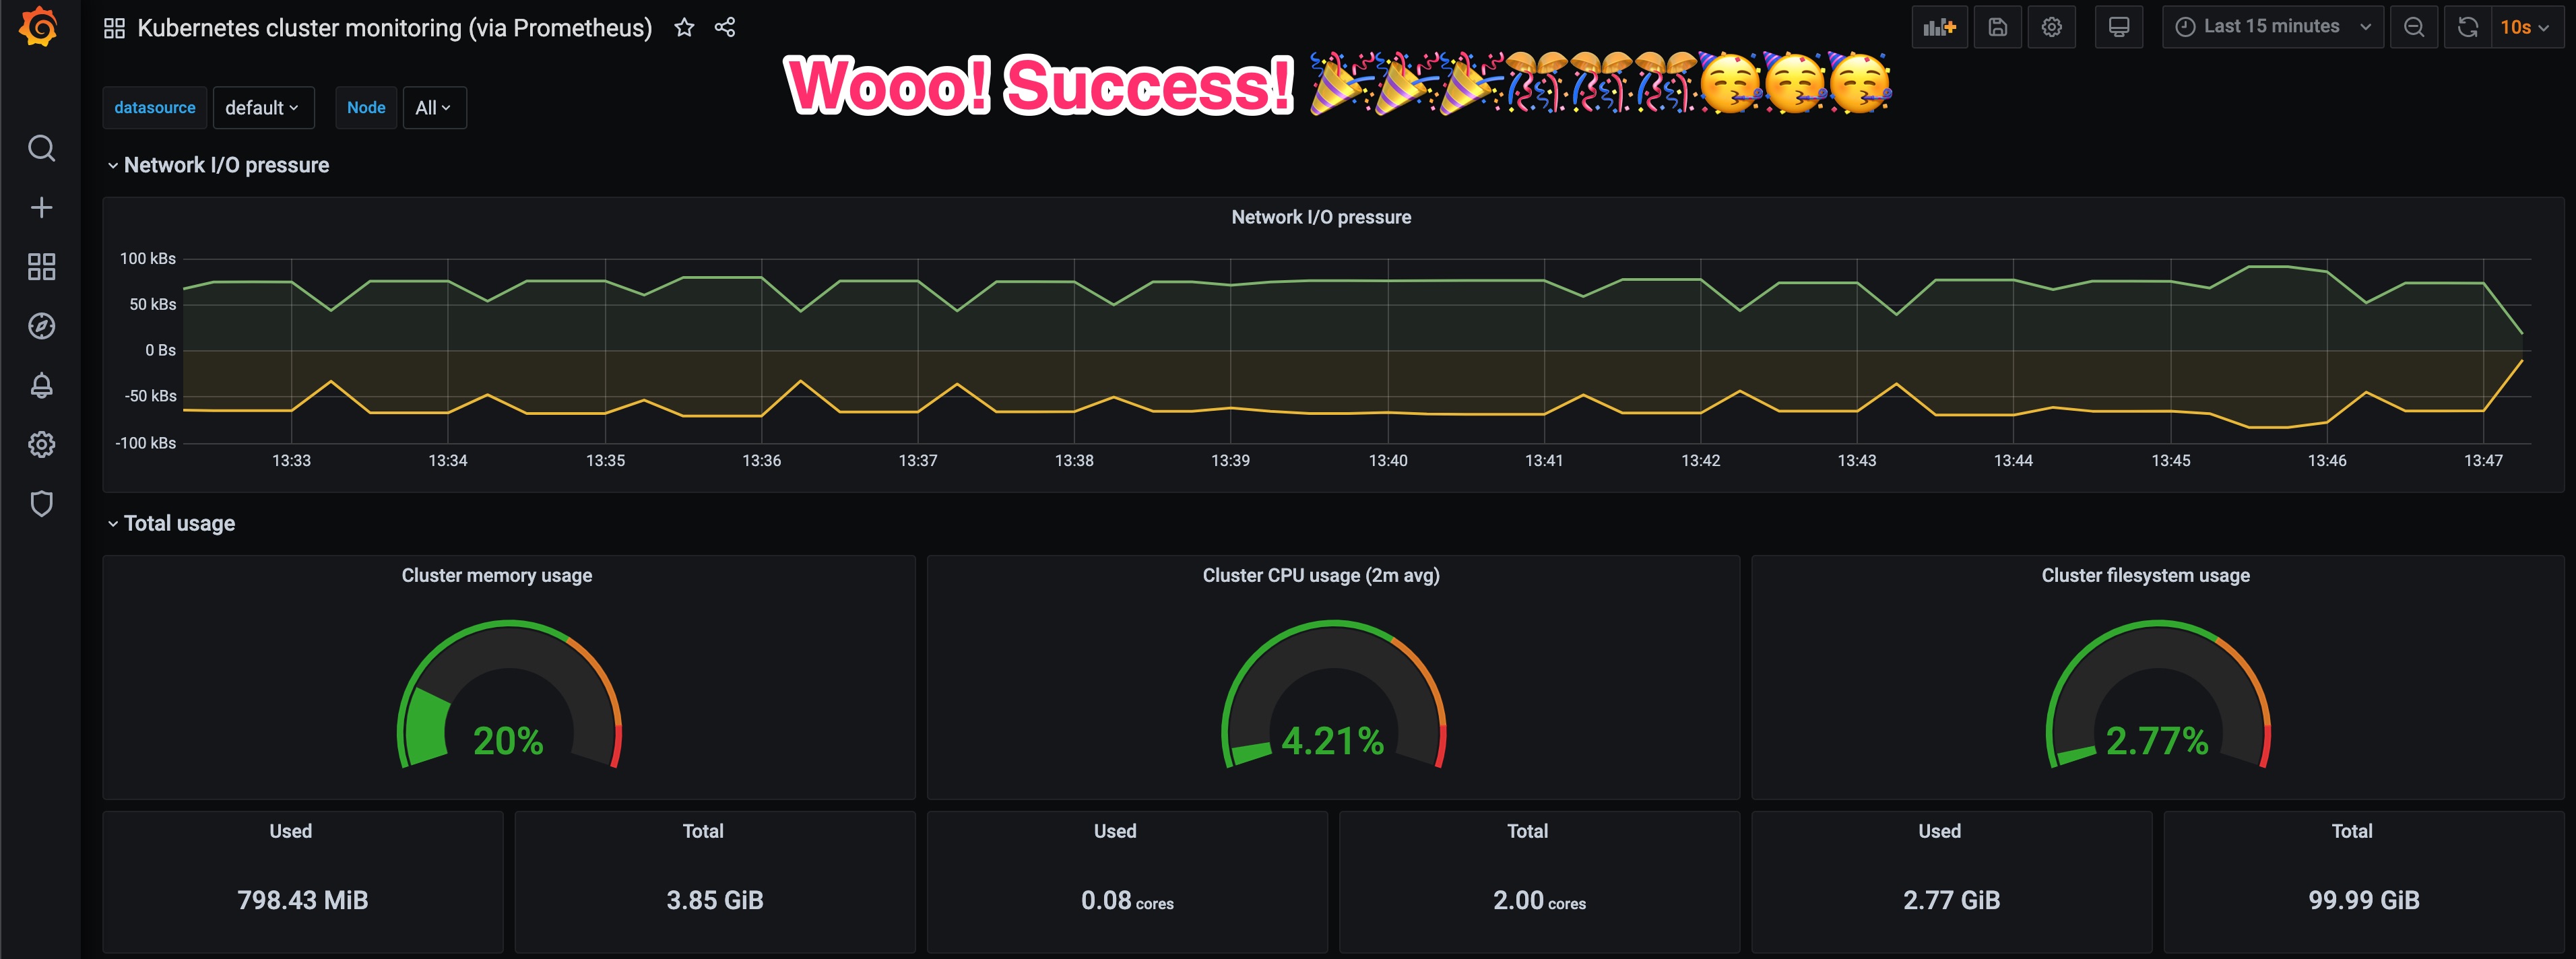 Kubernetes cluster monitoring (via Prometheus)
Last 15 minutes
10s
Wooo! Success! 🎉🎉🎉🎊🎊🎊🥳🥳🥳
datasource default Node All
Network I/O pressure
Network I/O pressure
100 kBs
50 kBs
0 Bs
-50 kBs
-100 kBs
13:33 13:34 13:35 13:36 13:37 13:38 13:39 13:40 13:41 13:42 13:43 13:44 13:45 13:46 13:47
Total usage
Cluster memory usage
20%
Cluster CPU usage (2m avg)
4.21%
Cluster filesystem usage
2.77%
Used
798.43 MiB
Total
3.85 GiB
Used
0.08 cores
Total
2.00 cores
Used
2.77 GiB
Total
99.99 GiB